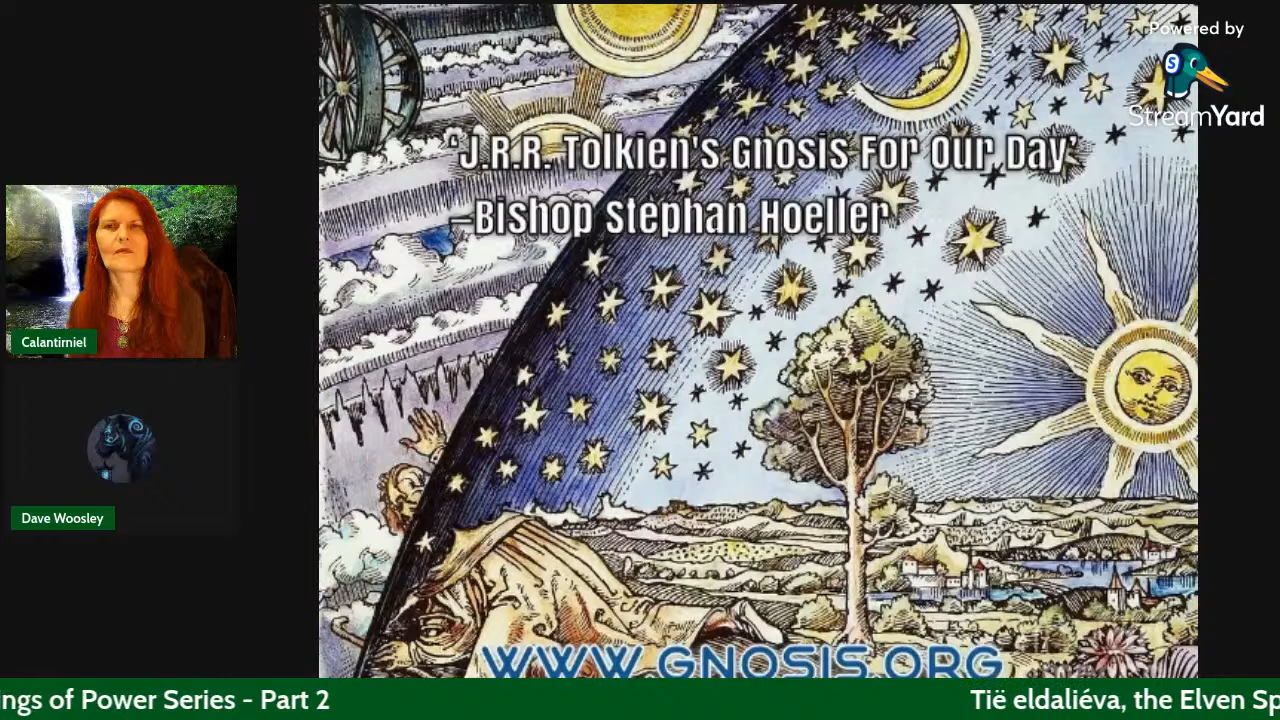 Powered by
StreamYard
'J.R.R. Tolkien's Gnosis For Our Day'
–Bishop Stephan Hoeller
Calantirniel
Dave Woosley
WWW.GNOSIS.ORG
ings of Power Series - Part 2
Tië eldaliéva, the Elven Sp